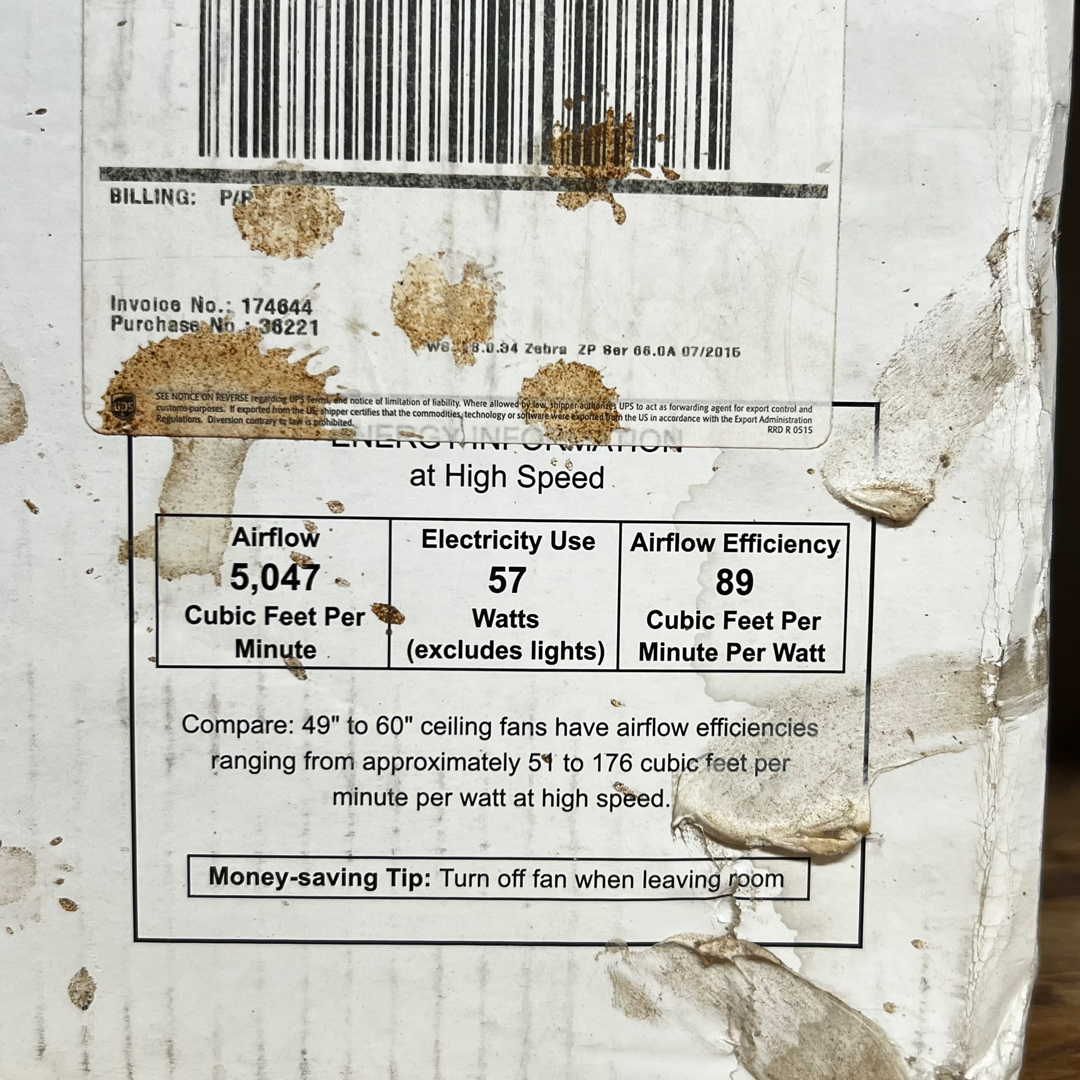 BILLING: P/P
Invoice No.: 174644
Purchase No.: 36221
18.0.94 Zebra ZP 8er 66.0A 07/2015
UPS
SEE NOTICE ON REVERSE regarding UPS Terms, and notice of limitation of liability. Where allowed by law, shipper authorizes UPS to act as forwarding agent for export control and
customs purposes. If exported from the US, shipper certifies that the commodities, technology or software were exported from the US in accordance with the Export Administration
Regulations. Diversion contrary to law is prohibited.
RRD R 0515
ENERGY INFORMATION
at High Speed
Airflow
5,047
Cubic Feet Per
Minute
Electricity Use
57
Watts
(excludes lights)
Airflow Efficiency
89
Cubic Feet Per
Minute Per Watt
Compare: 49" to 60" ceiling fans have airflow efficiencies
ranging from approximately 51 to 176 cubic feet per
minute per watt at high speed.
Money-saving Tip: Turn off fan when leaving room